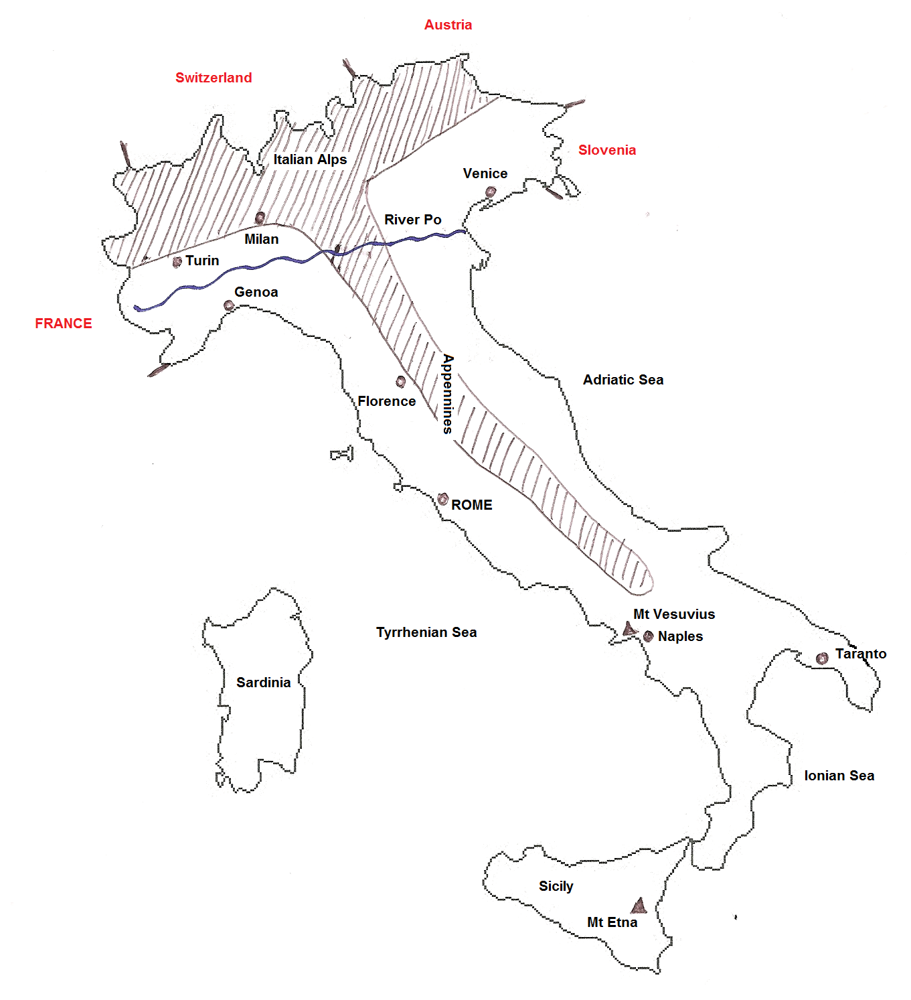 Austria
Switzerland
Slovenia
Italian Alps
Venice
River Po
Milan
Turin
Genoa
FRANCE
Appennines
Adriatic Sea
Florence
ROME
Mt Vesuvius
Tyrrhenian Sea
Naples
Taranto
Sardinia
Ionian Sea
Sicily
Mt Etna